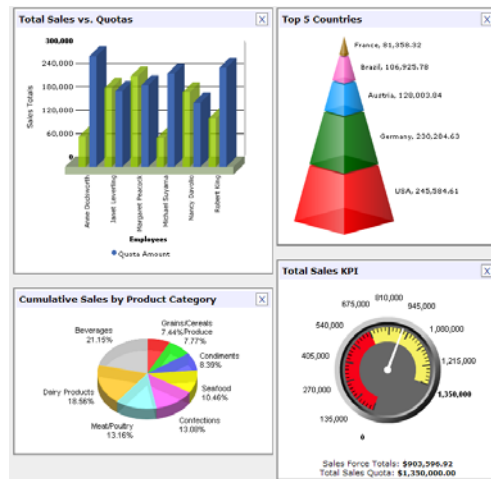 Total Sales vs. Quotas X
300,000
240,000
180,000
120,000
60,000
0
Sales Totals
Anne Dodsworth
Janet Leverling
Margaret Peacock
Michael Suyama
Nancy Davolio
Robert King
Employees
Quota Amount
Top 5 Countries X
France, 81,358.32
Brazil, 106,925.78
Austria, 128,003.84
Germany, 230,284.63
USA, 245,584.61
Cumulative Sales by Product Category X
Grains/Cereals
7.44%
Produce
7.77%
Condiments
8.39%
Seafood
10.46%
Confections
13.08%
Meat/Poultry
13.16%
Dairy Products
18.56%
Beverages
21.15%
Total Sales KPI X
0
135,000
270,000
405,000
540,000
675,000
810,000
945,000
1,080,000
1,215,000
1,350,000
Sales Force Totals: $903,596.92
Total Sales Quota: $1,350,000.00